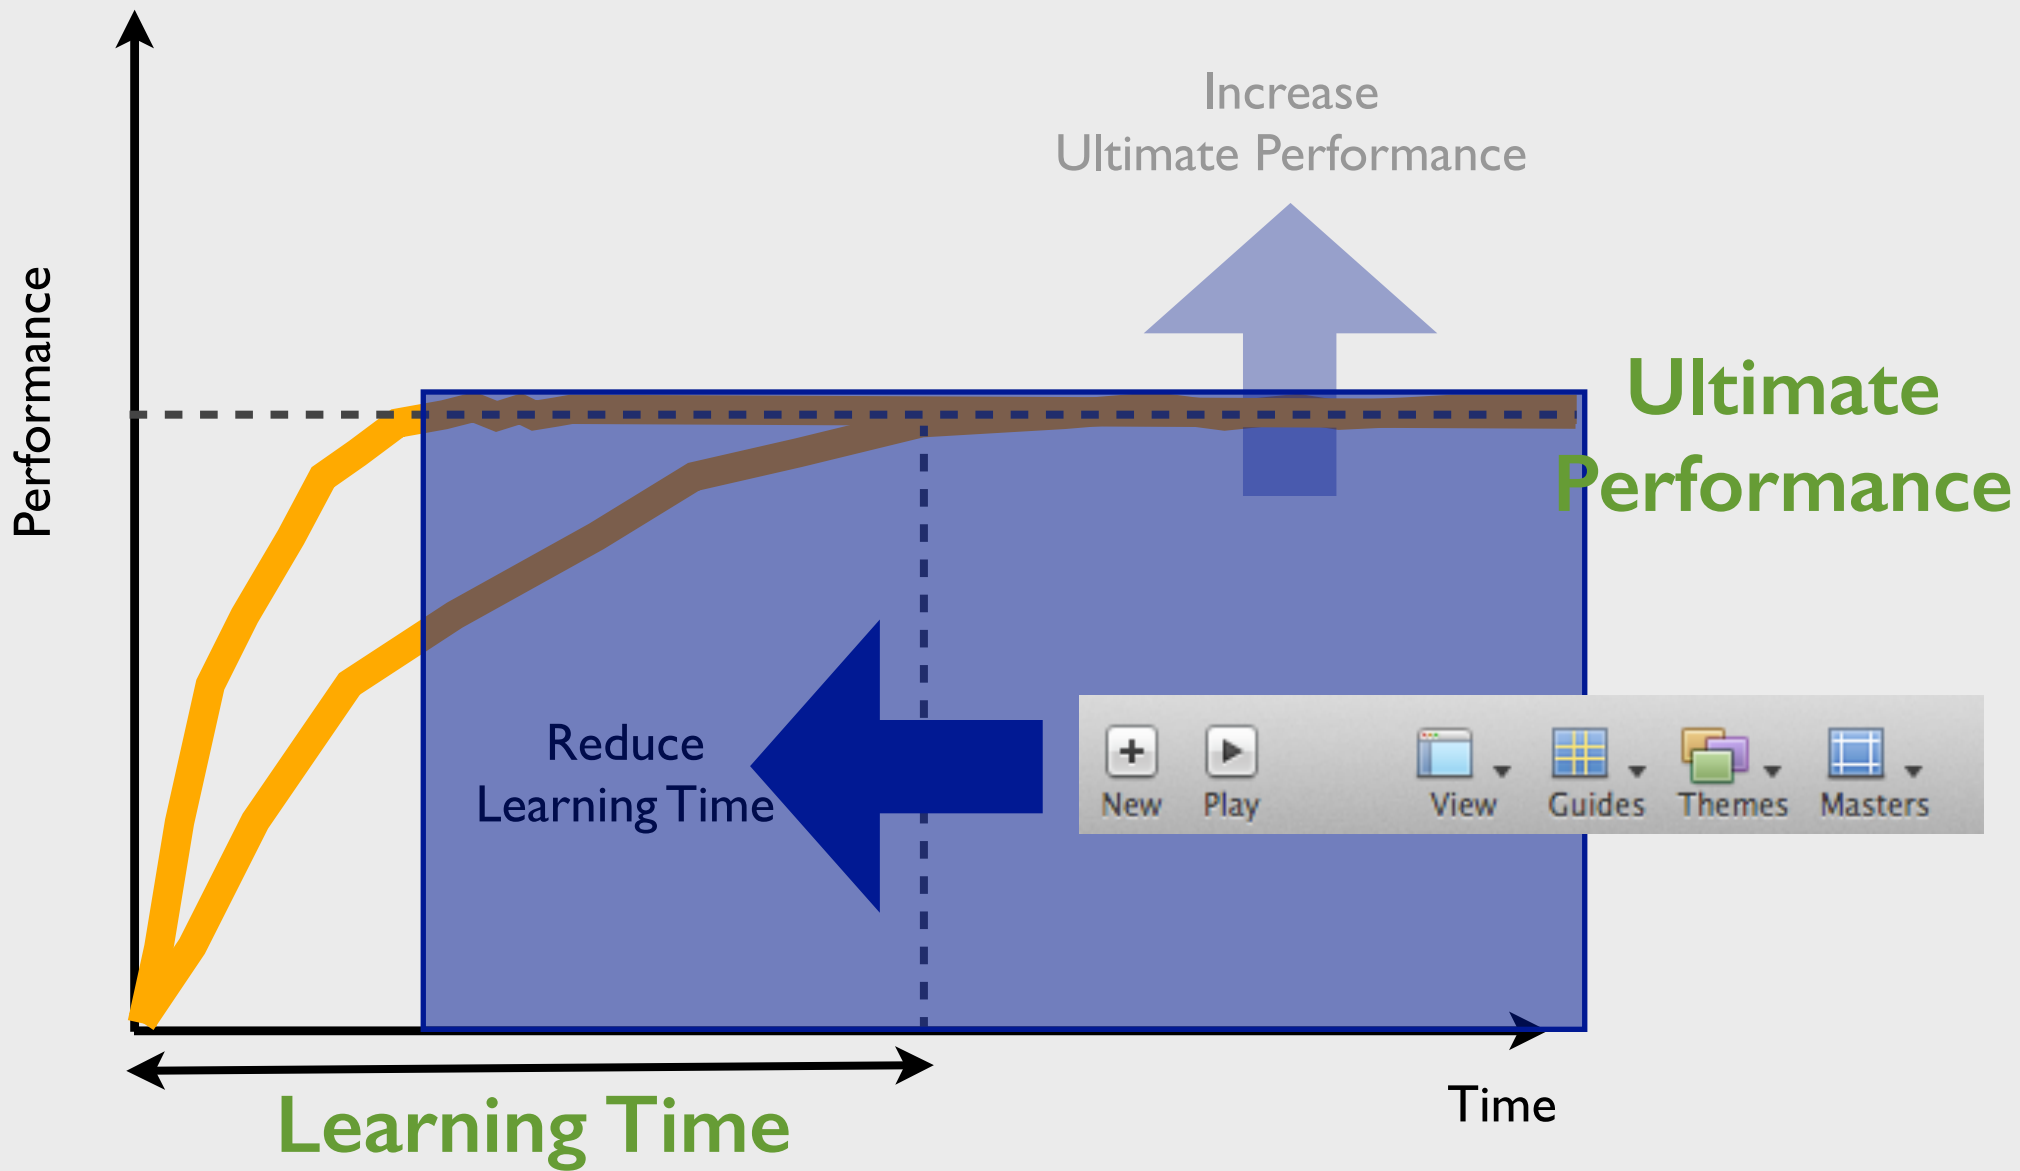 Increase
Ultimate Performance
Performance
Ultimate
Performance
Reduce
Learning Time
New Play View Guides Themes Masters
Time
Learning Time